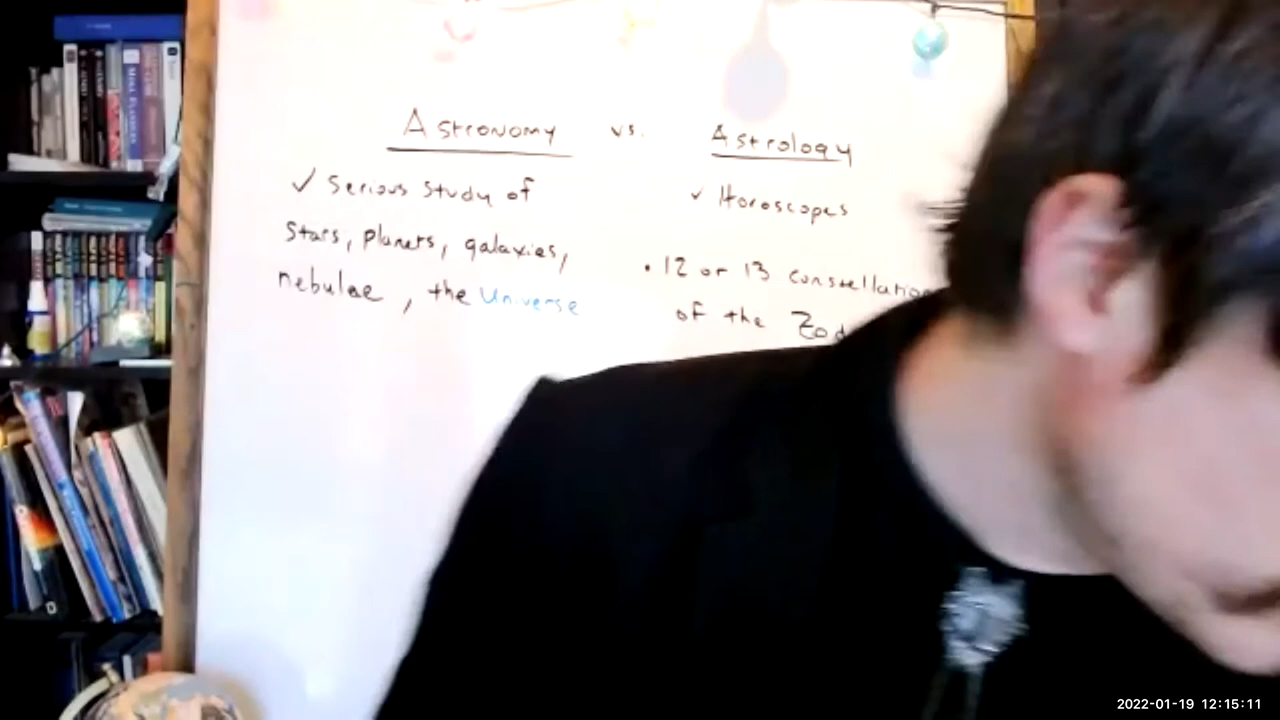 Astronomy vs. Astrology
✓ Serious study of
Stars, planets, galaxies,
nebulae, the Universe
✓ Horoscopes
• 12 or 13 constellation
of the Zod
2022-01-19 12:15:11